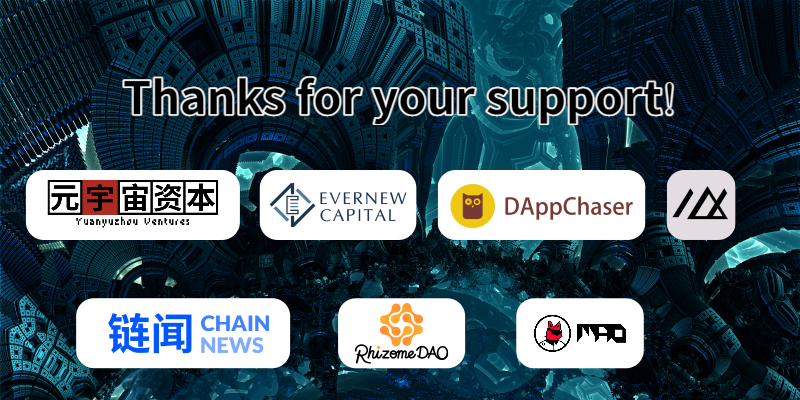 Thanks for your support!
元宇宙资本
Yuanyuzhou Ventures
EVERNEW
CAPITAL
DAppChaser
链闻 CHAIN
NEWS
RhizomeDAO
MAO